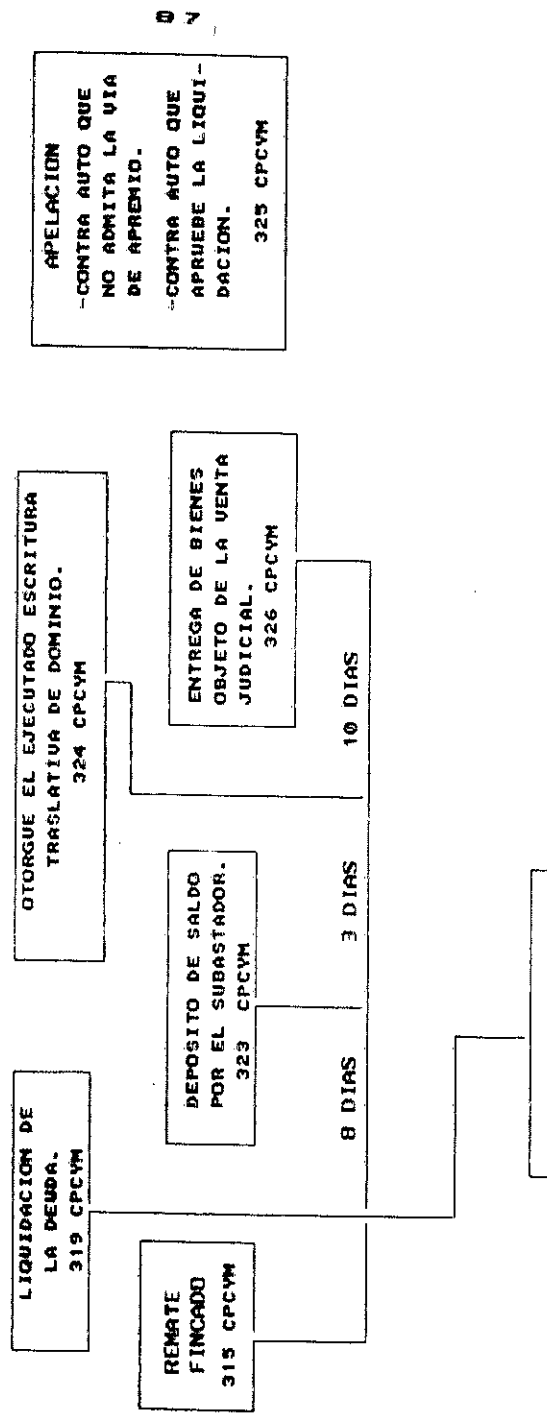 87
LIQUIDACION DE
LA DEUDA.
319 CPCYM
OTORGUE EL EJECUTADO ESCRITURA
TRASLATIVA DE DOMINIO.
324 CPCYM
APELACION
-CONTRA AUTO QUE
NO ADMITA LA VIA
DE APREMIO.
-CONTRA AUTO QUE
APRUEBE LA LIQUI-
DACION.
325 CPCYM
REMATE
FINCADO
315 CPCYM
DEPOSITO DE SALDO
POR EL SUBASTADOR.
323 CPCYM
ENTREGA DE BIENES
OBJETO DE LA VENTA
JUDICIAL.
326 CPCYM
8 DIAS
3 DIAS
10 DIAS